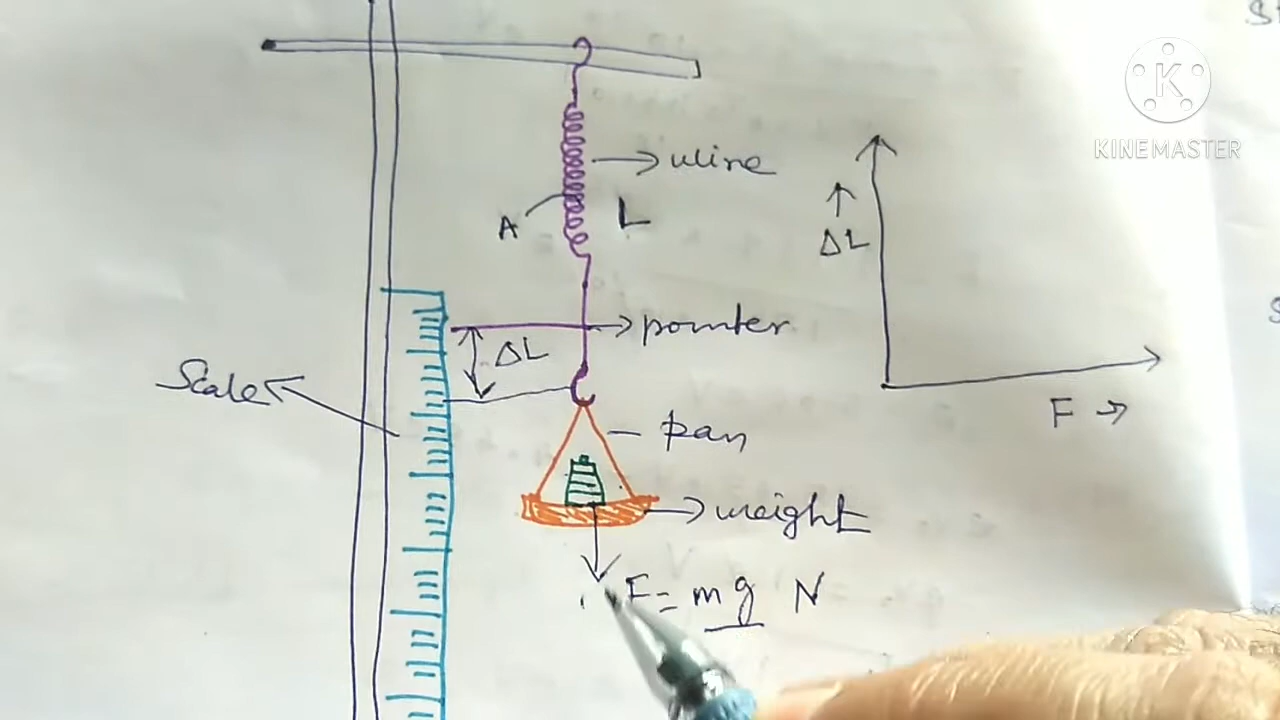 K
KINEMASTER
wire
A
L
ΔL
pointer
ΔL
Scale
F →
pan
weight
F = mg N